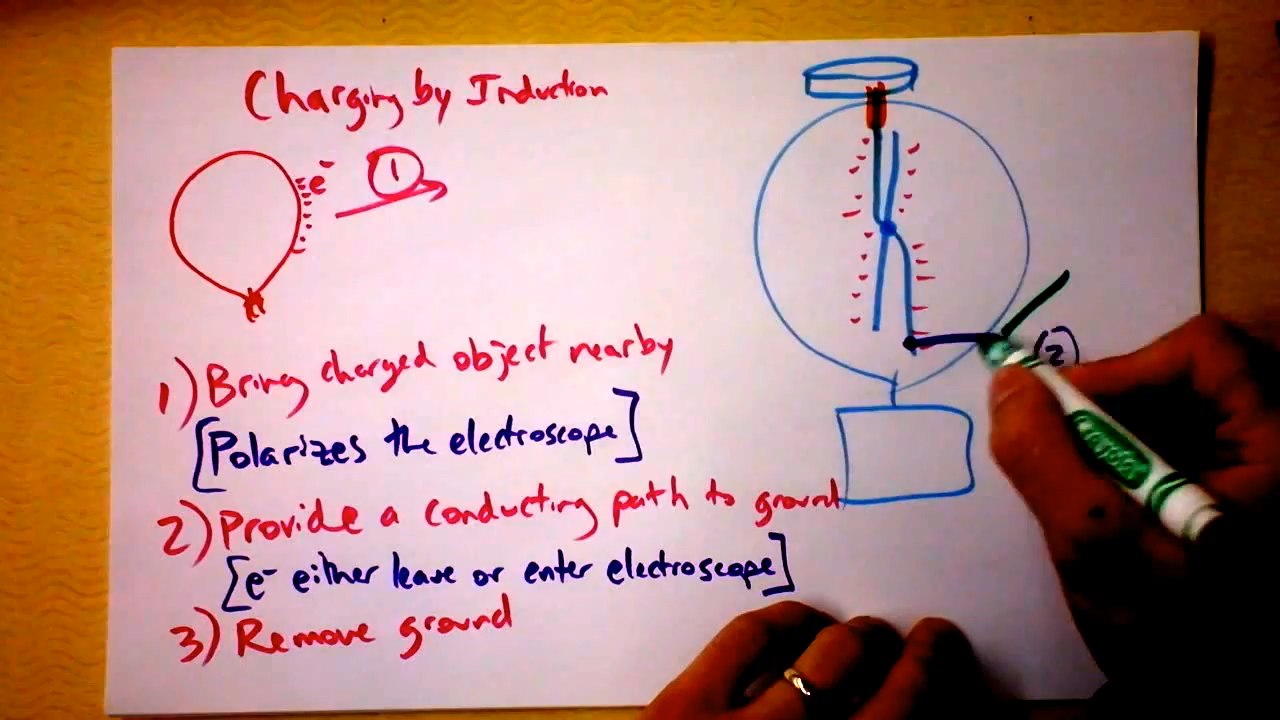 Charging by Induction
e⁻
1
1) Bring charged object nearby
[Polarizes the electroscope]
2) Provide a conducting path to ground
[e⁻ either leave or enter electroscope]
3) Remove ground
(2)
Crayola